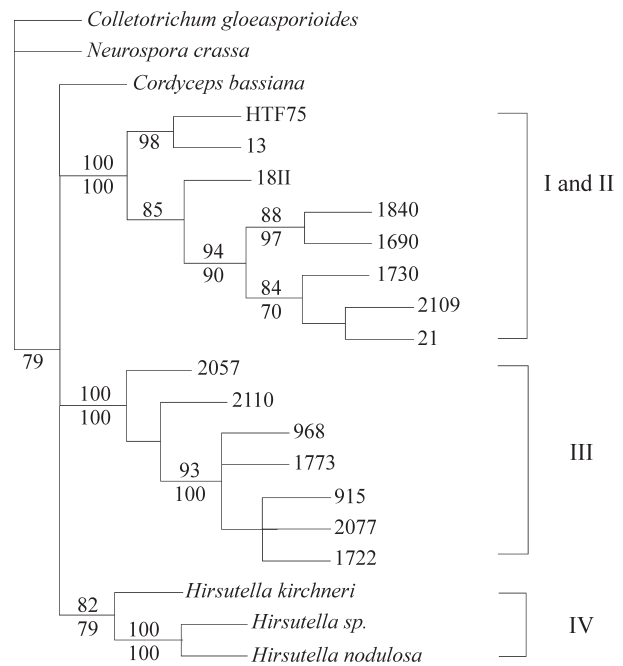 Colletotrichum gloeasporioides
Neurospora crassa
Cordyceps bassiana
HTF75
98
13
100
100
18II
I and II
85
88
97
1840
1690
94
90
1730
84
70
2109
21
79
2057
100
100
2110
968
III
93
100
1773
915
2077
1722
Hirsutella kirchneri
82
79
Hirsutella sp.
IV
100
100
Hirsutella nodulosa